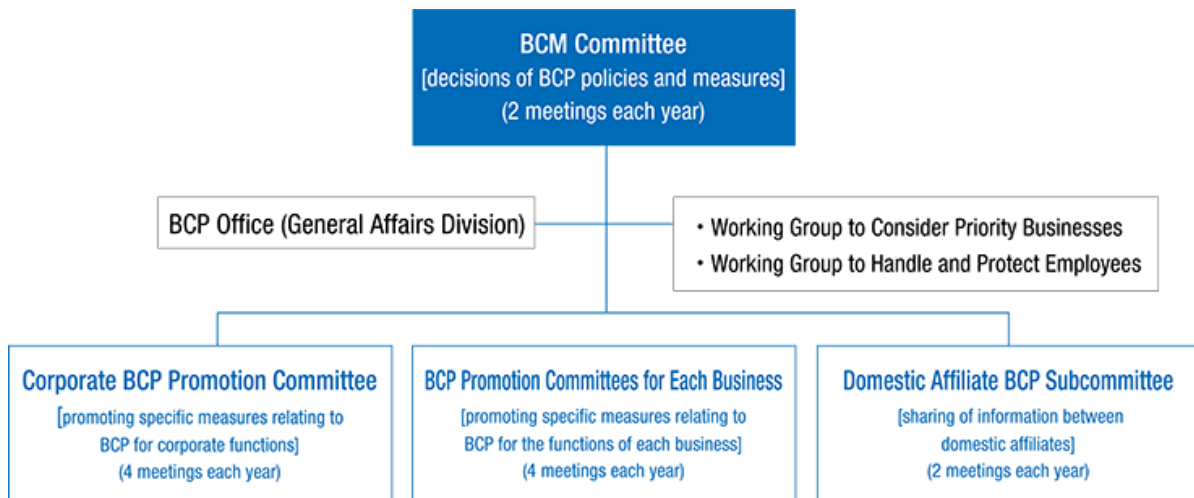 BCM Committee
[decisions of BCP policies and measures]
(2 meetings each year)
BCP Office (General Affairs Division)
・Working Group to Consider Priority Businesses
・Working Group to Handle and Protect Employees
Corporate BCP Promotion Committee
[promoting specific measures relating to
BCP for corporate functions]
(4 meetings each year)
BCP Promotion Committees for Each Business
[promoting specific measures relating to
BCP for the functions of each business]
(4 meetings each year)
Domestic Affiliate BCP Subcommittee
[sharing of information between
domestic affiliates]
(2 meetings each year)